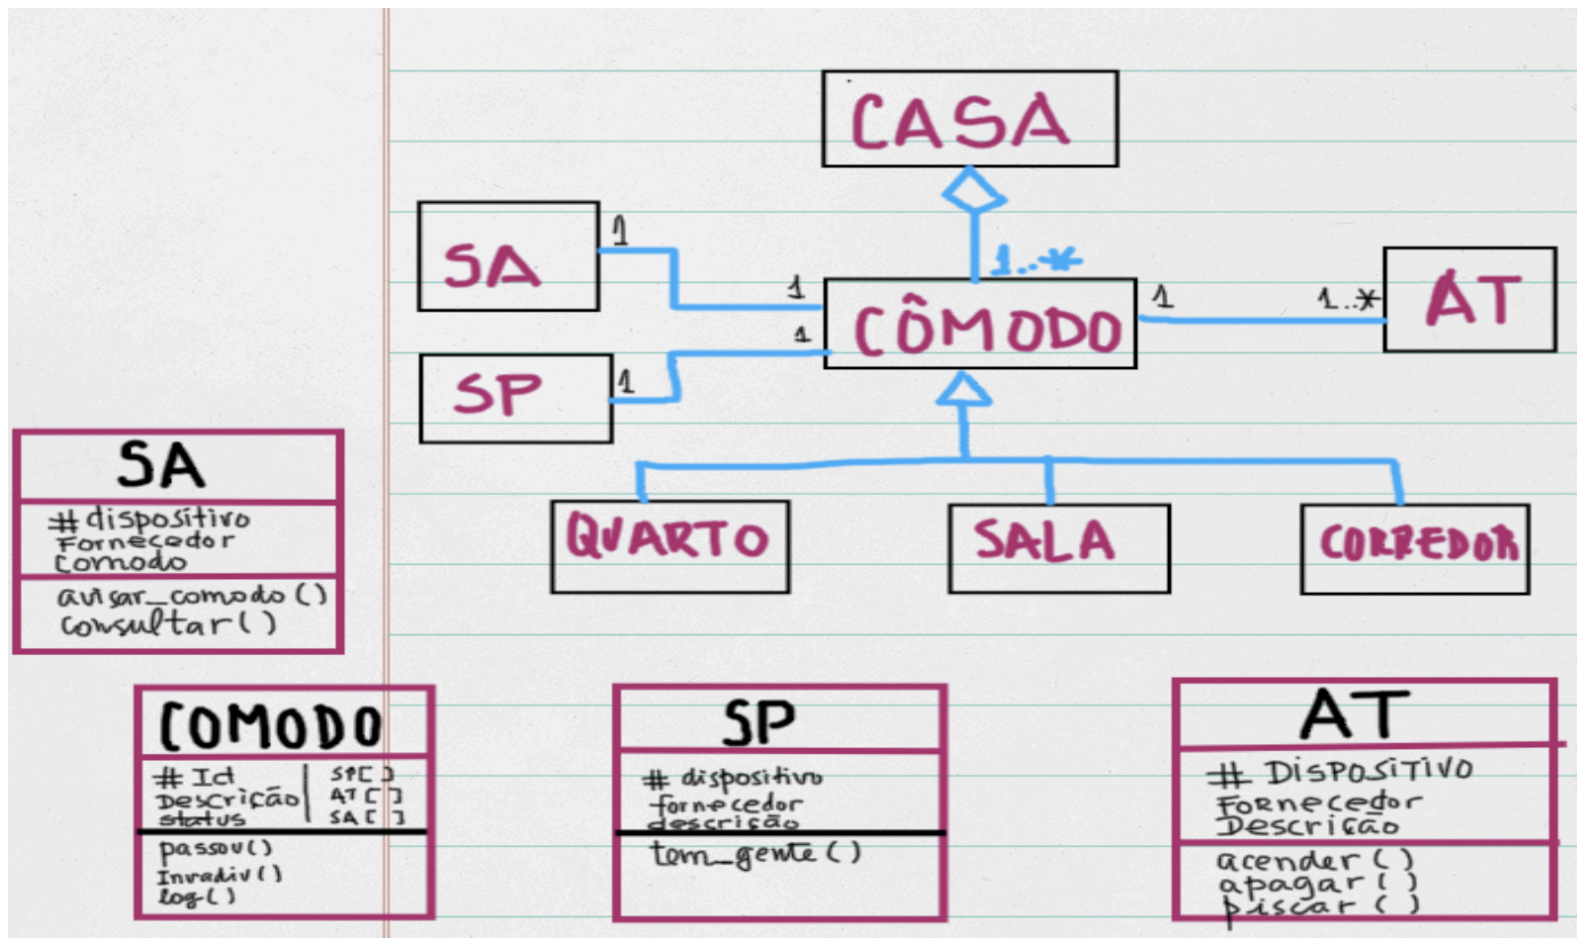 CASA
1..*
SA
1
1
CÔMODO
1
1..*
AT
SP
1
1
QUARTO
SALA
CORREDOR
SA
# dispositivo
Fornecedor
Comodo
avisar_comodo ()
consultar()
COMODO
# Id
Descrição
status
SP[ ]
AT[ ]
SA[ ]
passou()
Invadiu()
log()
SP
# dispositivo
fornecedor
descrição
tem_gente()
AT
# DISPOSITIVO
Fornecedor
Descrição
acender()
apagar()
piscar()